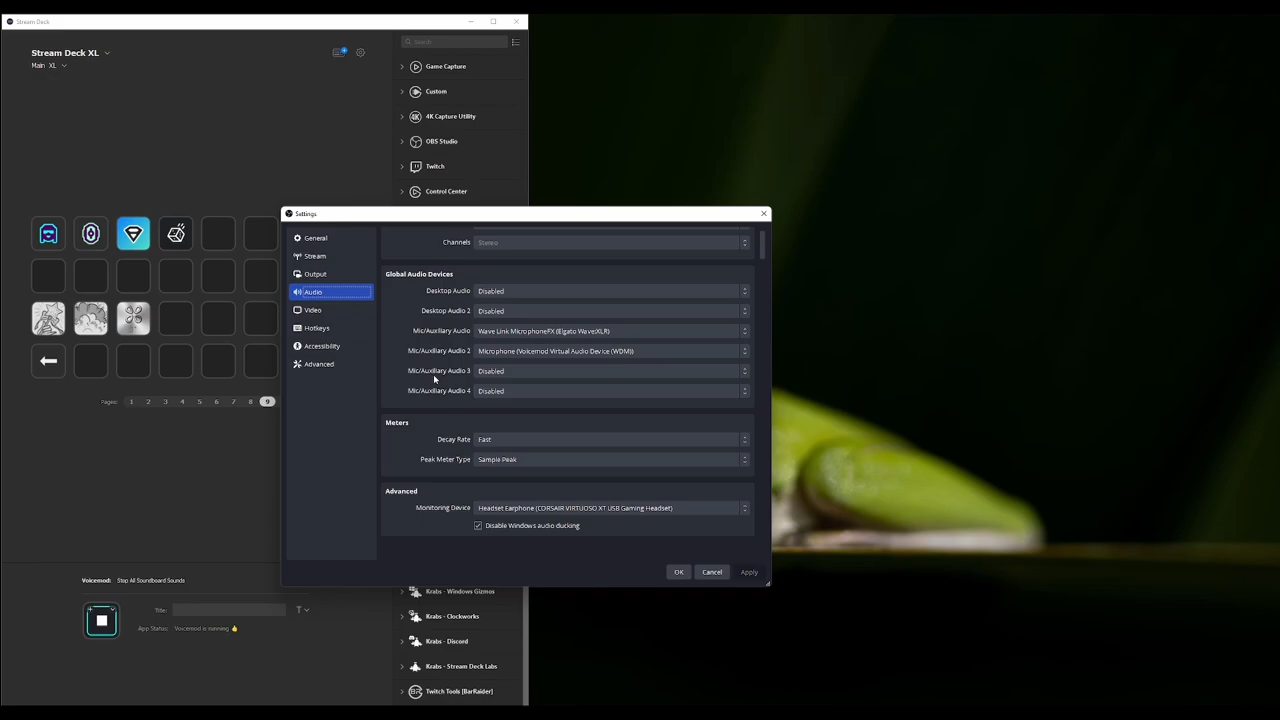 Stream Deck
Stream Deck XL
Main XL
Search
Game Capture
Custom
4K
4K Capture Utility
OBS Studio
Twitch
Control Center
Pages: 1 2 3 4 5 6 7 8 9
Voicemod: Stop All Soundboard Sounds
Title:
T
App Status: Voicemod is running 👍
Krabs - Windows Gizmos
Krabs - Clockworks
Krabs - Discord
Krabs - Stream Deck Labs
BR
Twitch Tools [BarRaider]
Settings
General
Stream
Output
Audio
Video
Hotkeys
Accessibility
Advanced
Channels Stereo
Global Audio Devices
Desktop Audio Disabled
Desktop Audio 2 Disabled
Mic/Auxiliary Audio Wave Link MicrophoneFX (Elgato Wave:XLR)
Mic/Auxiliary Audio 2 Microphone (Voicemod Virtual Audio Device (WDM))
Mic/Auxiliary Audio 3 Disabled
Mic/Auxiliary Audio 4 Disabled
Meters
Decay Rate Fast
Peak Meter Type Sample Peak
Advanced
Monitoring Device Headset Earphone (CORSAIR VIRTUOSO XT USB Gaming Headset)
Disable Windows audio ducking
OK Cancel Apply